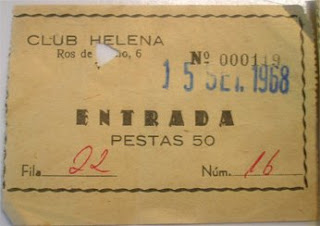 CLUB HELENA
Ros de , 6
Nº 000119
15 SET. 1968
ENTRADA
PESTAS 50
Fila 22 Núm. 16